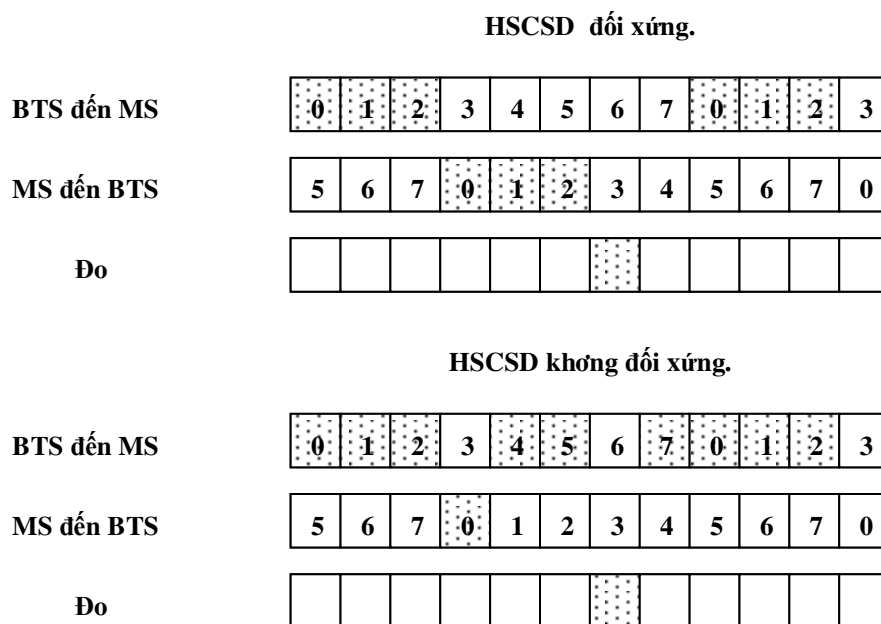 HSCSD đối xứng.
BTS đến MS 0 1 2 3 4 5 6 7 0 1 2 3
MS đến BTS 5 6 7 0 1 2 3 4 5 6 7 0
Đo
HSCSD khơng đối xứng.
BTS đến MS 0 1 2 3 4 5 6 7 0 1 2 3
MS đến BTS 5 6 7 0 1 2 3 4 5 6 7 0
Đo